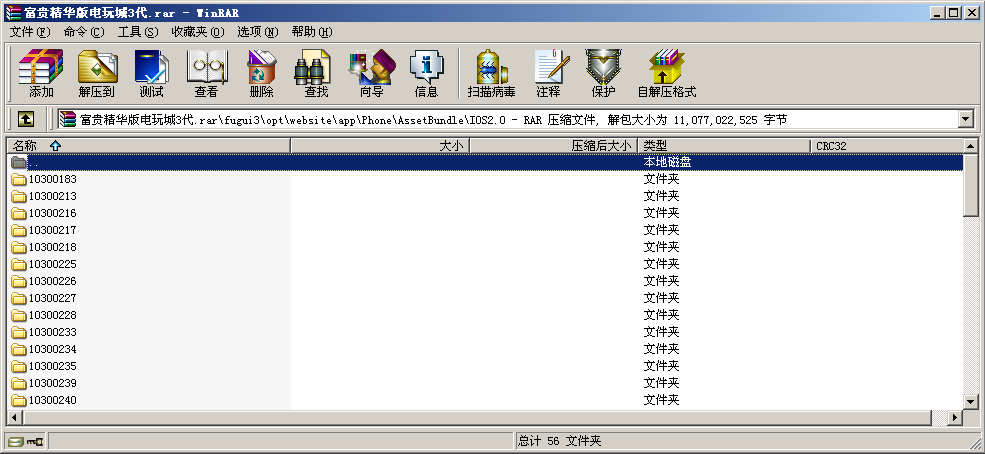 富贵精华版电玩城3代.rar - WinRAR
文件(F) 命令(C) 工具(S) 收藏夹(O) 选项(N) 帮助(H)
添加 解压到 测试 查看 删除 查找 向导 信息 扫描病毒 注释 保护 自解压格式
富贵精华版电玩城3代.rar\fugui3\opt\website\app\Phone\AssetBundle\IOS2.0 - RAR 压缩文件, 解包大小为 11,077,022,525 字节
名称 大小 压缩后大小 类型 CRC32
.. 本地磁盘
10300183 文件夹
10300213 文件夹
10300216 文件夹
10300217 文件夹
10300218 文件夹
10300225 文件夹
10300226 文件夹
10300227 文件夹
10300228 文件夹
10300233 文件夹
10300234 文件夹
10300235 文件夹
10300239 文件夹
10300240 文件夹
总计 56 文件夹